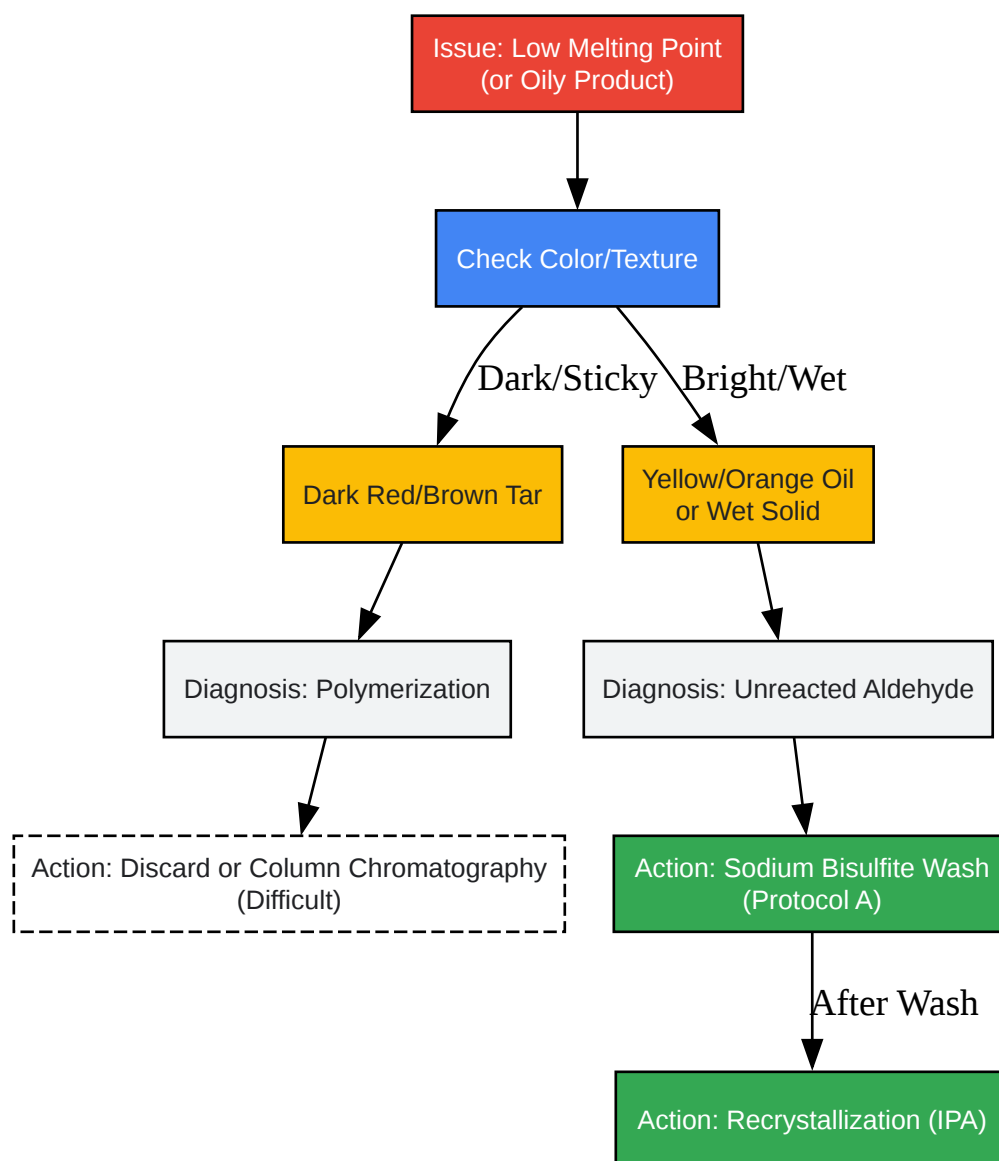 Issue: Low Melting Point
(or Oily Product)
Check Color/Texture
Dark/Sticky
Bright/Wet
Dark Red/Brown Tar
Yellow/Orange Oil
or Wet Solid
Diagnosis: Polymerization
Diagnosis: Unreacted Aldehyde
Action: Discard or Column Chromatography
(Difficult)
Action: Sodium Bisulfite Wash
(Protocol A)
After Wash
Action: Recrystallization (IPA)